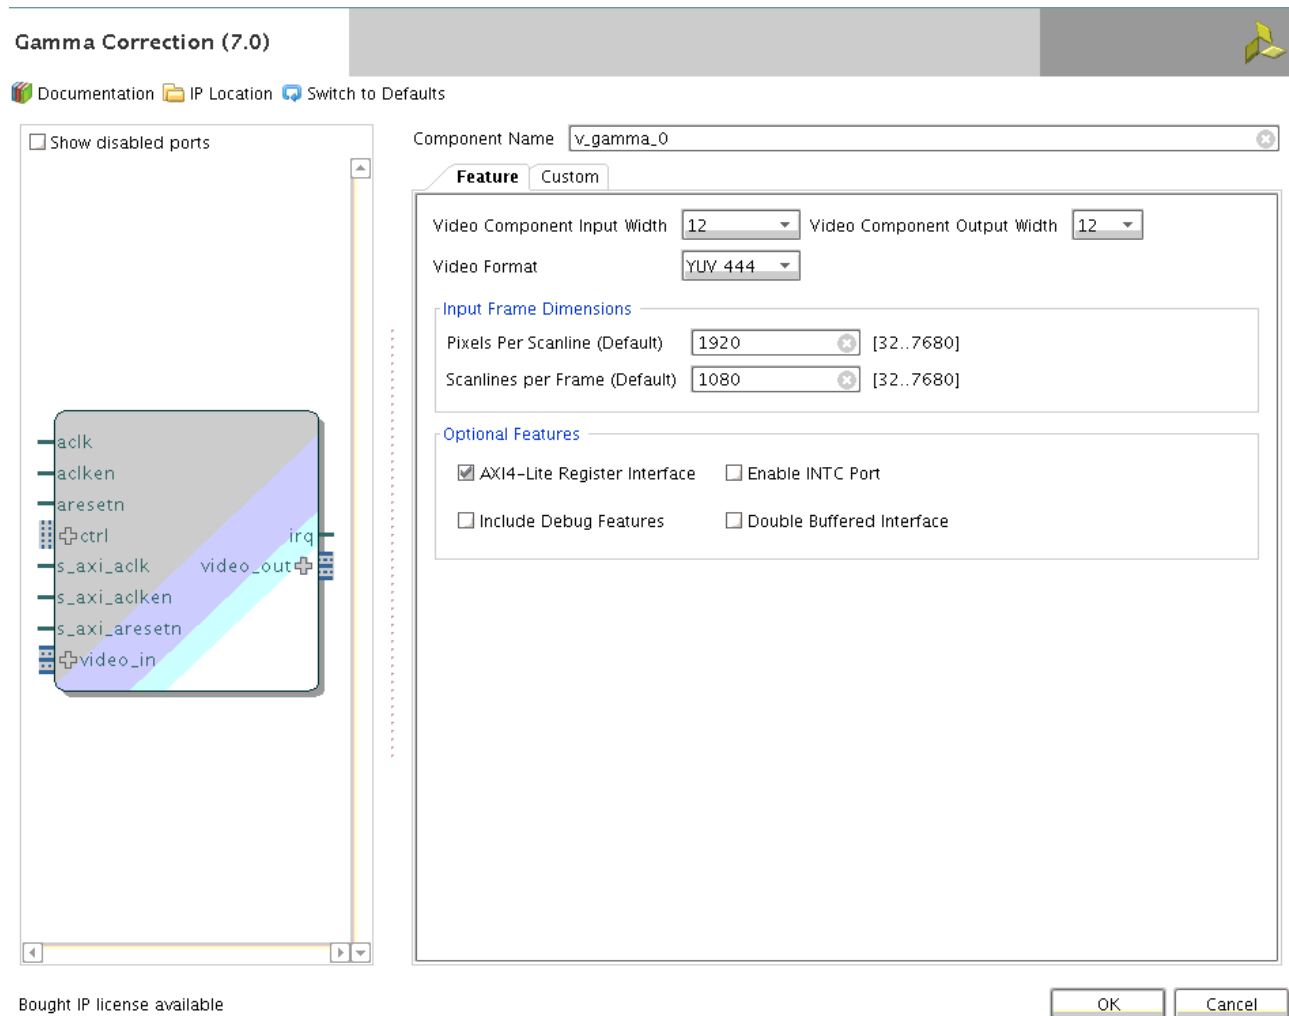 Gamma Correction (7.0)
Documentation IP Location Switch to Defaults
Show disabled ports
aclk
aclken
aresetn
ctrl irq
s_axi_aclk video_out
s_axi_aclken
s_axi_aresetn
video_in
Component Name v_gamma_0
Feature Custom
Video Component Input Width 12 Video Component Output Width 12
Video Format YUV 444
Input Frame Dimensions
Pixels Per Scanline (Default) 1920 [32..7680]
Scanlines per Frame (Default) 1080 [32..7680]
Optional Features
AXI4-Lite Register Interface Enable INTC Port
Include Debug Features Double Buffered Interface
Bought IP license available OK Cancel